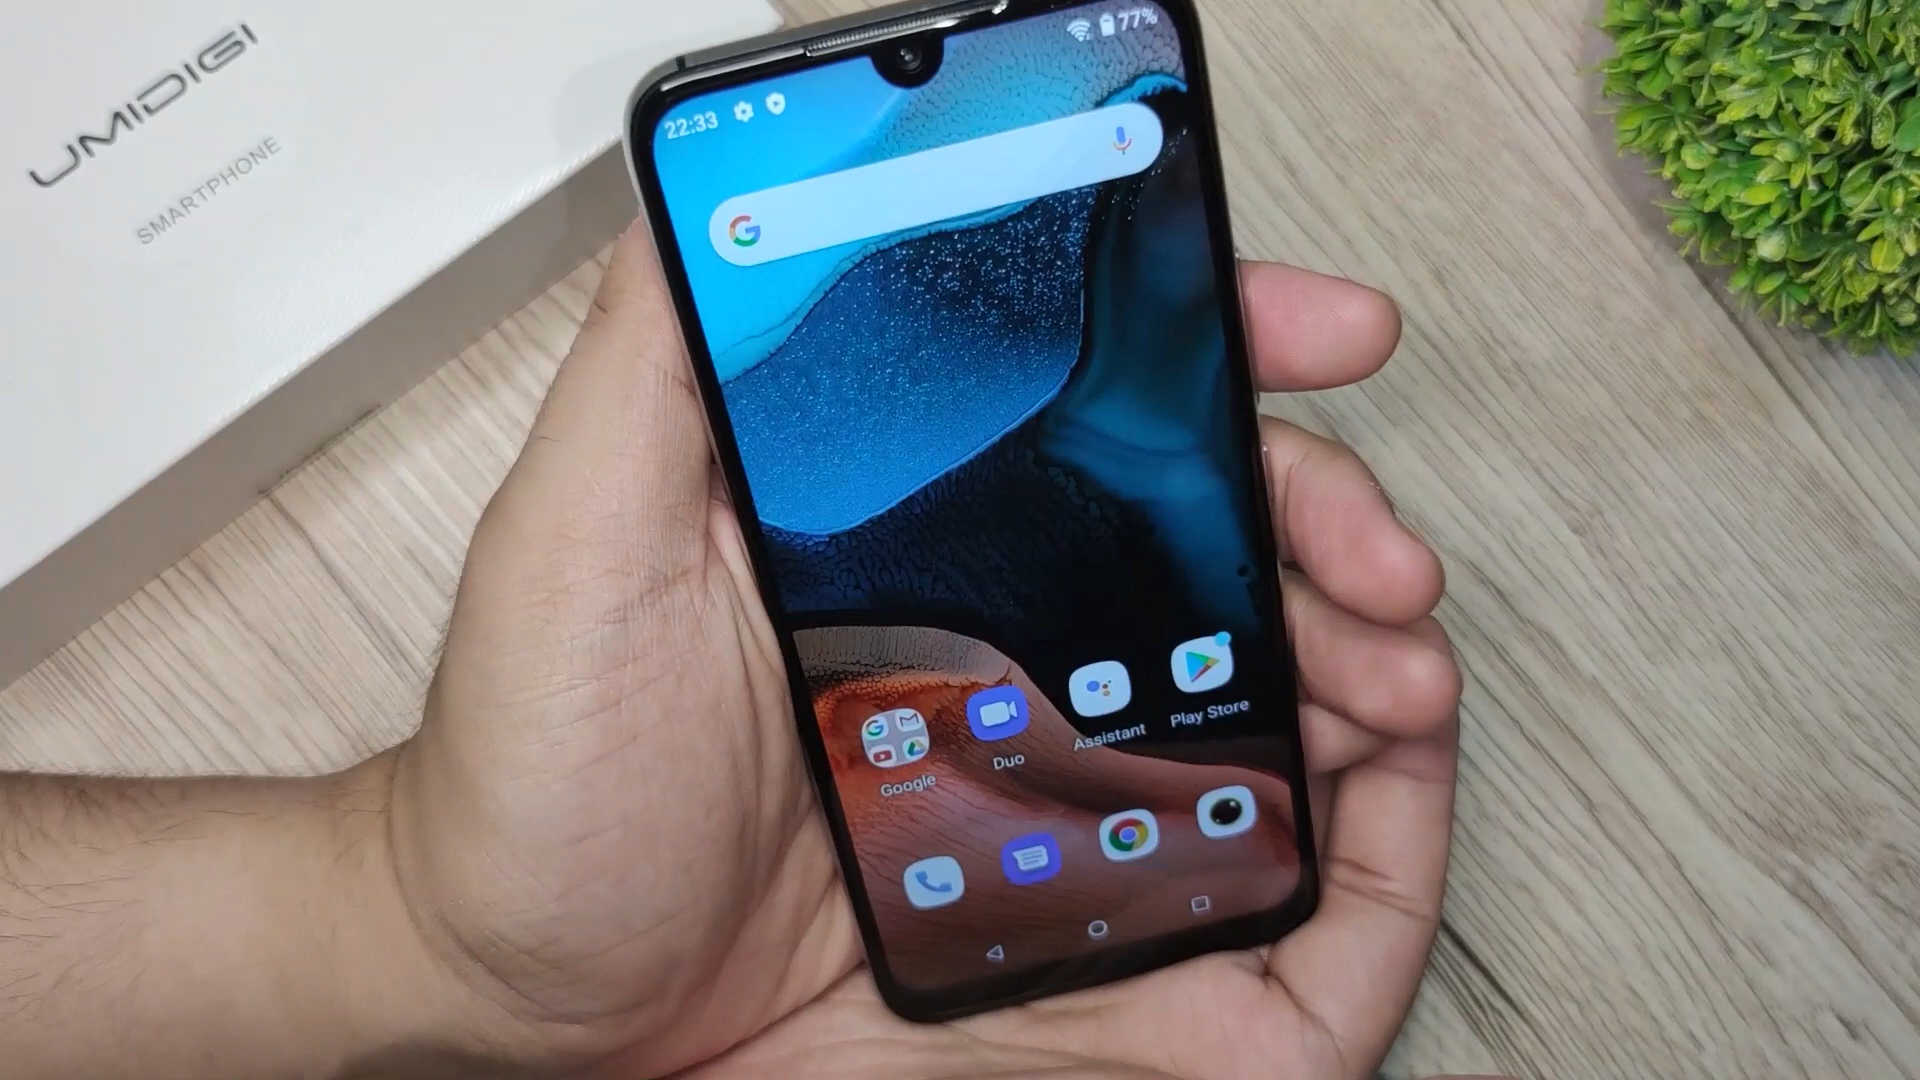 UMIDIGI
SMARTPHONE
22:33
77%
Google
Duo
Assistant
Play Store